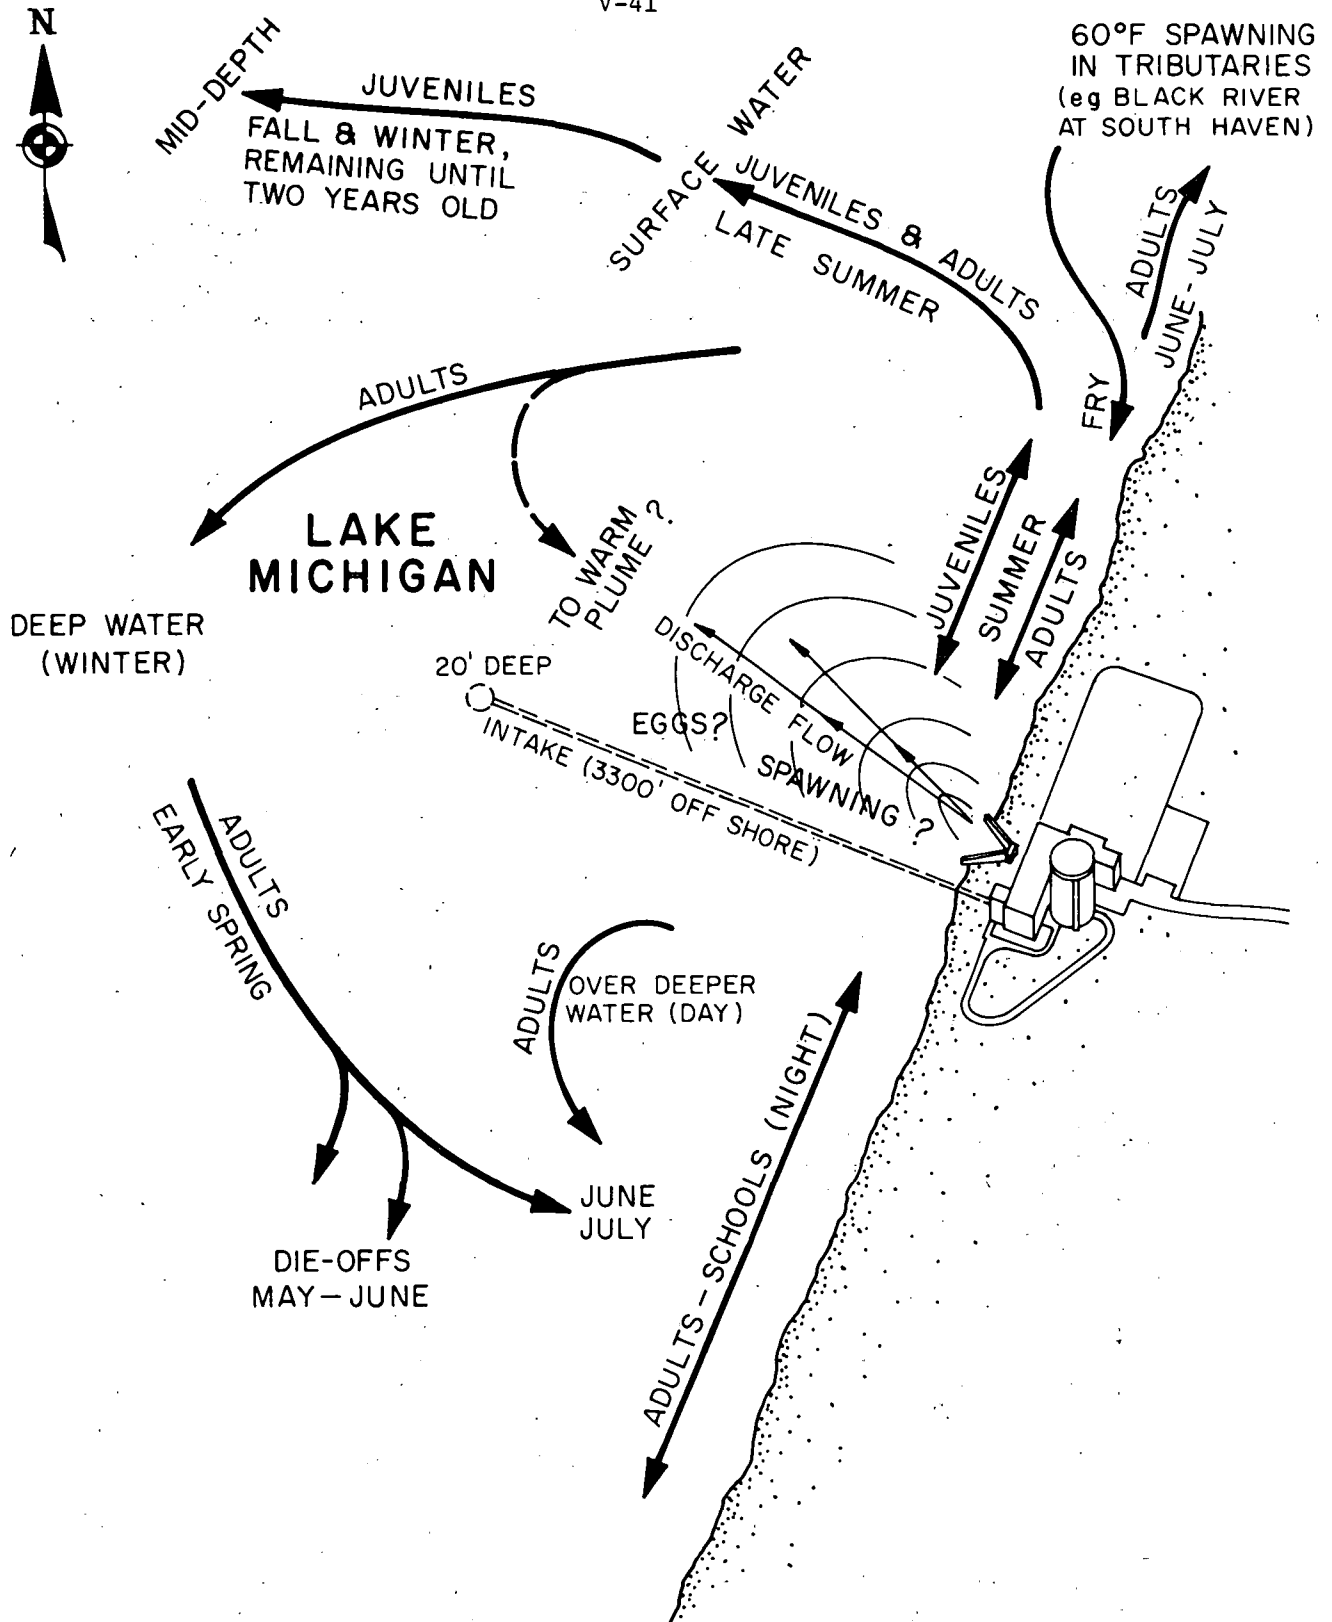 V-41
N
60°F SPAWNING
IN TRIBUTARIES
(eg BLACK RIVER
AT SOUTH HAVEN)
MID-DEPTH
JUVENILES
FALL & WINTER,
REMAINING UNTIL
TWO YEARS OLD
SURFACE WATER
JUVENILES & ADULTS
LATE SUMMER
ADULTS
JUNE-JULY
FRY
ADULTS
LAKE
MICHIGAN
TO WARM
PLUME ?
JUVENILES
SUMMER
ADULTS
DEEP WATER
(WINTER)
20' DEEP
INTAKE (3300' OFF SHORE)
DISCHARGE FLOW
EGGS?
SPAWNING ?
ADULTS
EARLY SPRING
ADULTS
OVER DEEPER
WATER (DAY)
ADULTS - SCHOOLS (NIGHT)
JUNE
JULY
DIE-OFFS
MAY-JUNE